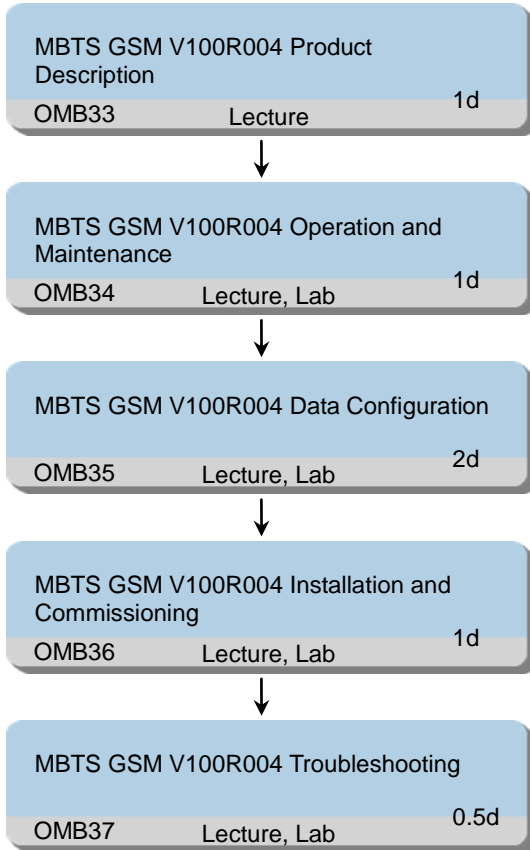 MBTS GSM V100R004 Product
Description
1d
OMB33 Lecture
MBTS GSM V100R004 Operation and
Maintenance
1d
OMB34 Lecture, Lab
MBTS GSM V100R004 Data Configuration
2d
OMB35 Lecture, Lab
MBTS GSM V100R004 Installation and
Commissioning
1d
OMB36 Lecture, Lab
MBTS GSM V100R004 Troubleshooting
0.5d
OMB37 Lecture, Lab